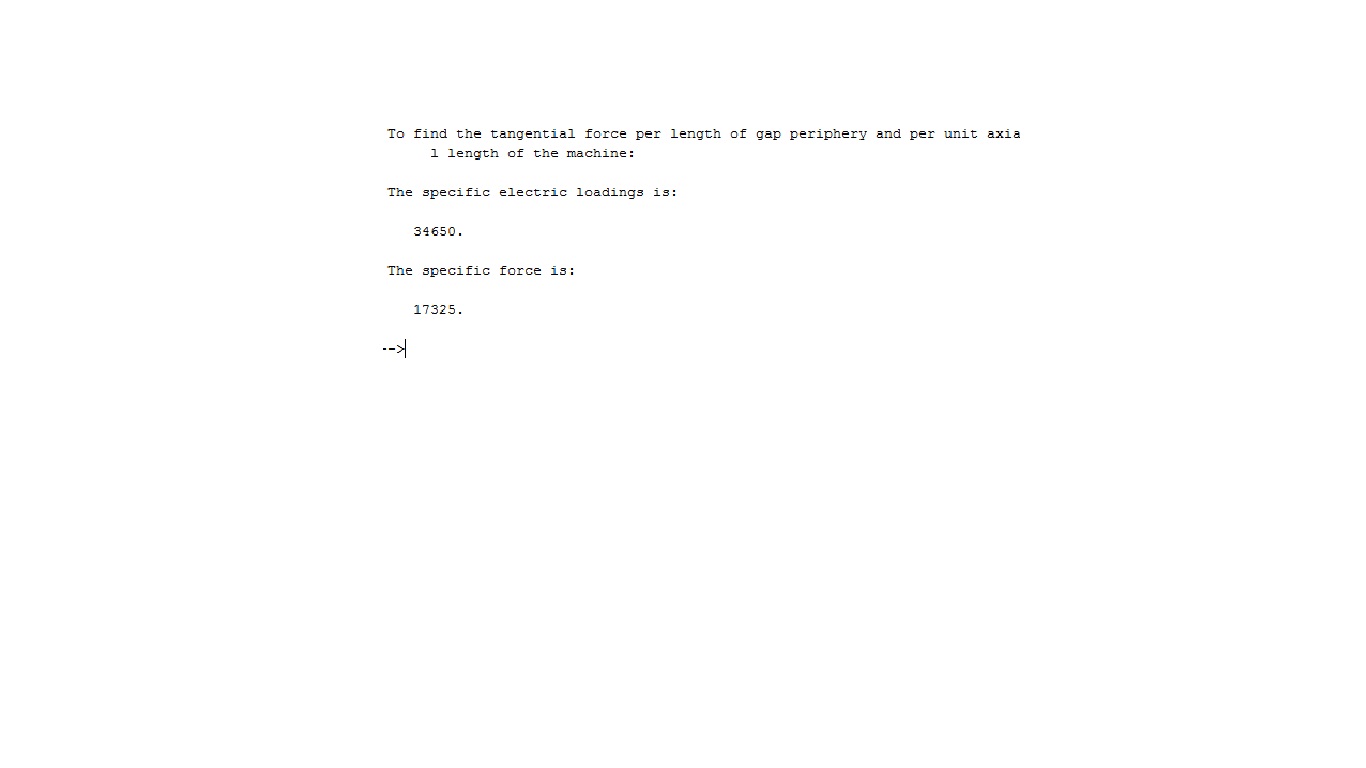 To find the tangential force per length of gap periphery and per unit axia
l length of the machine:
The specific electric loadings is:
34650.
The specific force is:
17325.
-->